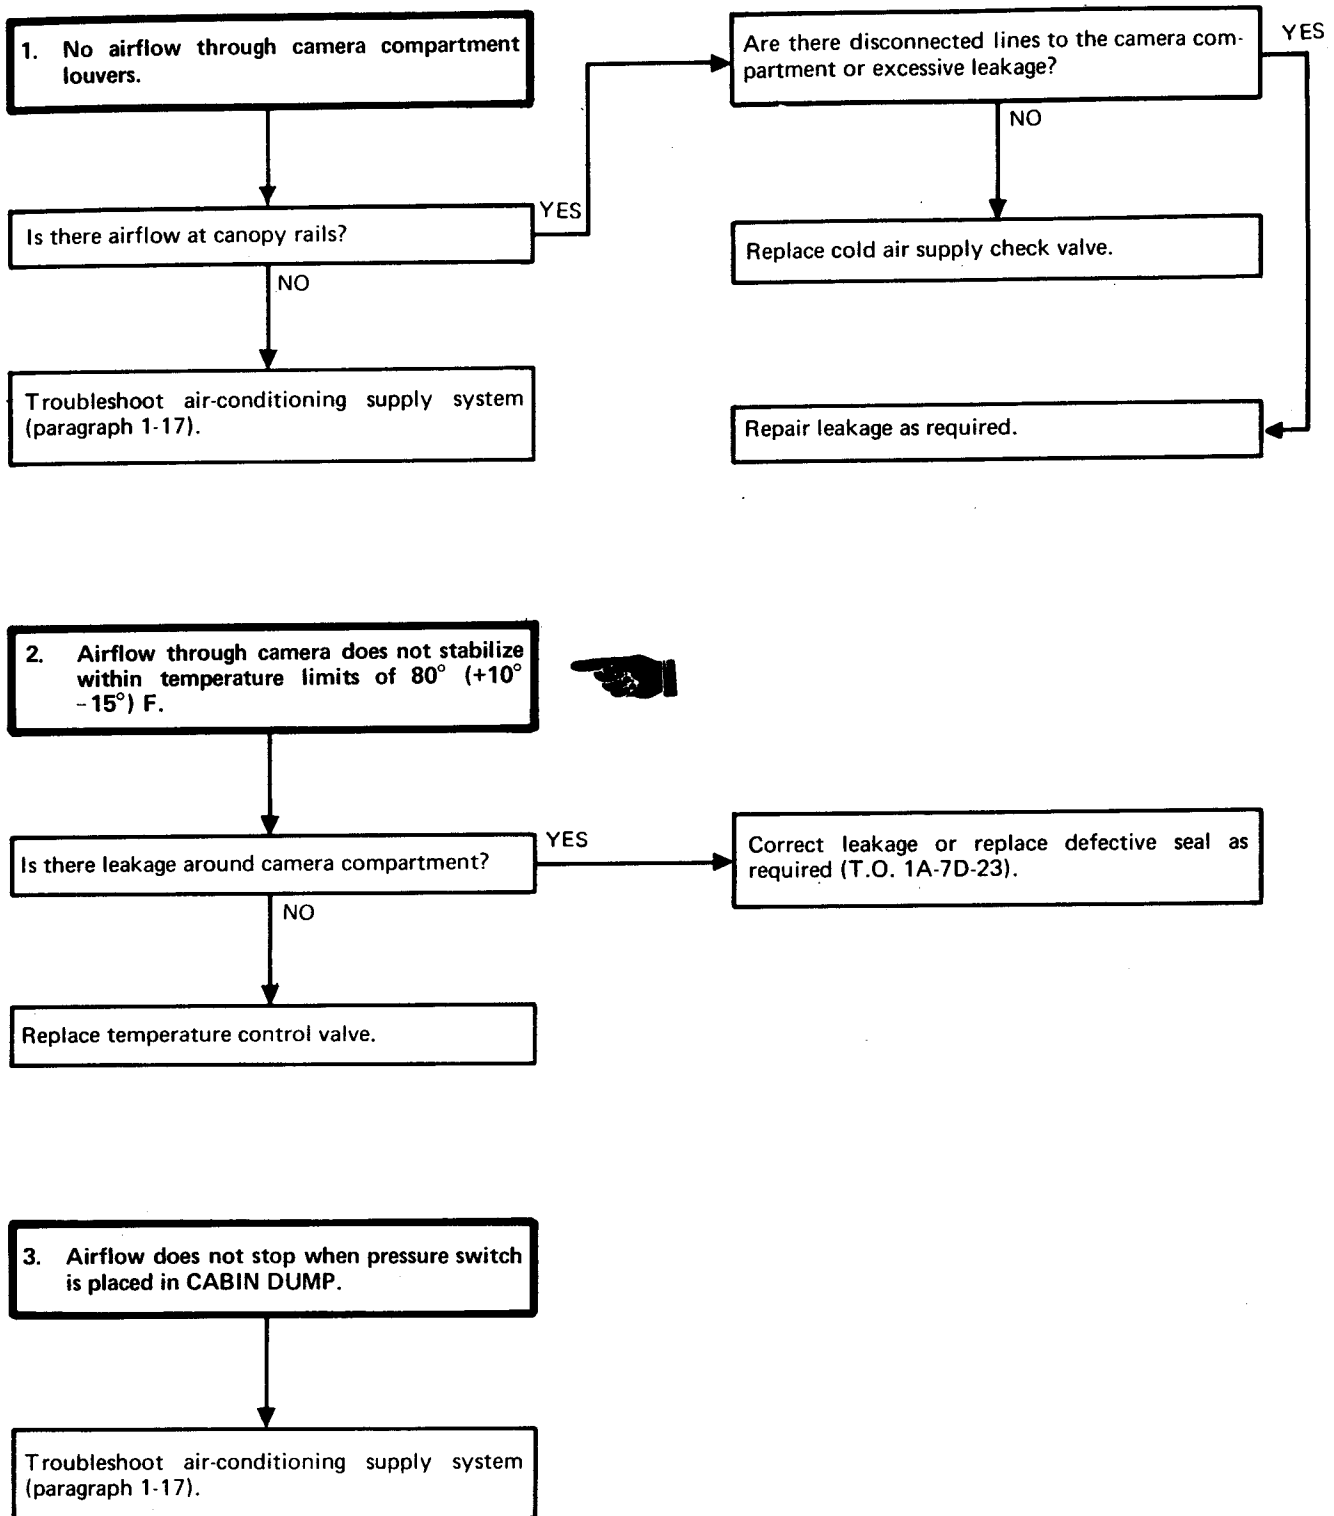 1. No airflow through camera compartment
louvers.
Are there disconnected lines to the camera com-
partment or excessive leakage?
YES
NO
Is there airflow at canopy rails?
YES
NO
Replace cold air supply check valve.
Troubleshoot air-conditioning supply system
(paragraph 1-17).
Repair leakage as required.
2. Airflow through camera does not stabilize
within temperature limits of 80° (+10°
-15°) F.
Is there leakage around camera compartment?
YES
NO
Correct leakage or replace defective seal as
required (T.O. 1A-7D-23).
Replace temperature control valve.
3. Airflow does not stop when pressure switch
is placed in CABIN DUMP.
Troubleshoot air-conditioning supply system
(paragraph 1-17).